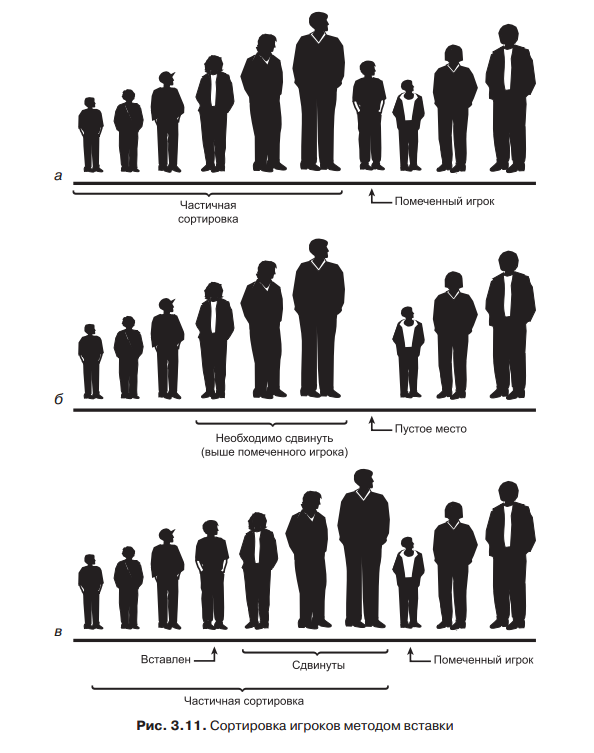 а
Частичная
сортировка
Помеченный игрок
б
Необходимо сдвинуть
(выше помеченного игрока)
Пустое место
в
Вставлен
Сдвинуты
Помеченный игрок
Частичная сортировка
Рис. 3.11. Сортировка игроков методом вставки